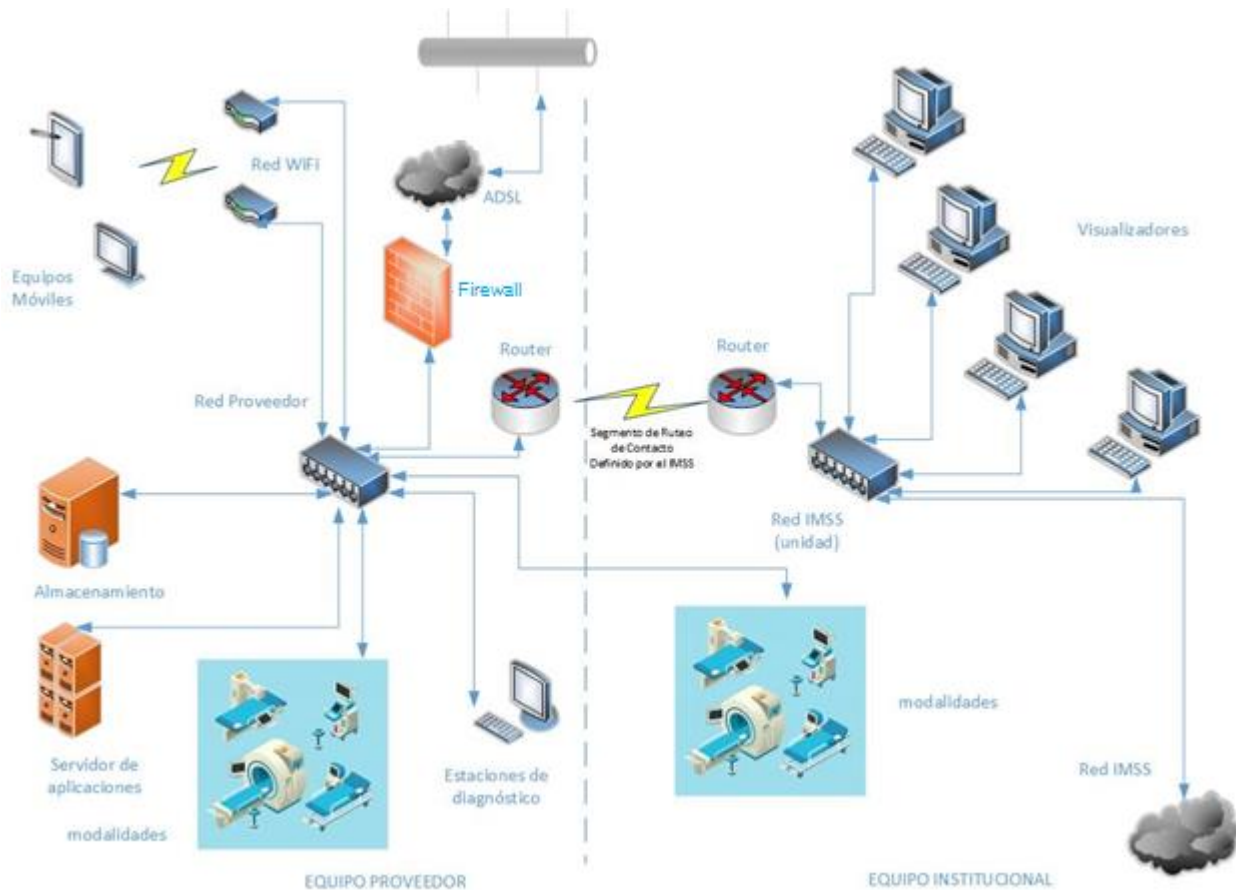 Red WIFI
ADSL
Equipos
Móviles
Firewall
Visualizadores
Router
Router
Red Proveedor
Segmento de Ruteo
de Contacto
Definido por el IMSS
Red IMSS
(unidad)
Almacenamiento
modalidades
Servidor de
aplicaciones
Estaciones de
diagnóstico
Red IMSS
modalidades
EQUIPO PROVEEDOR
EQUIPO INSTITUCIONAL